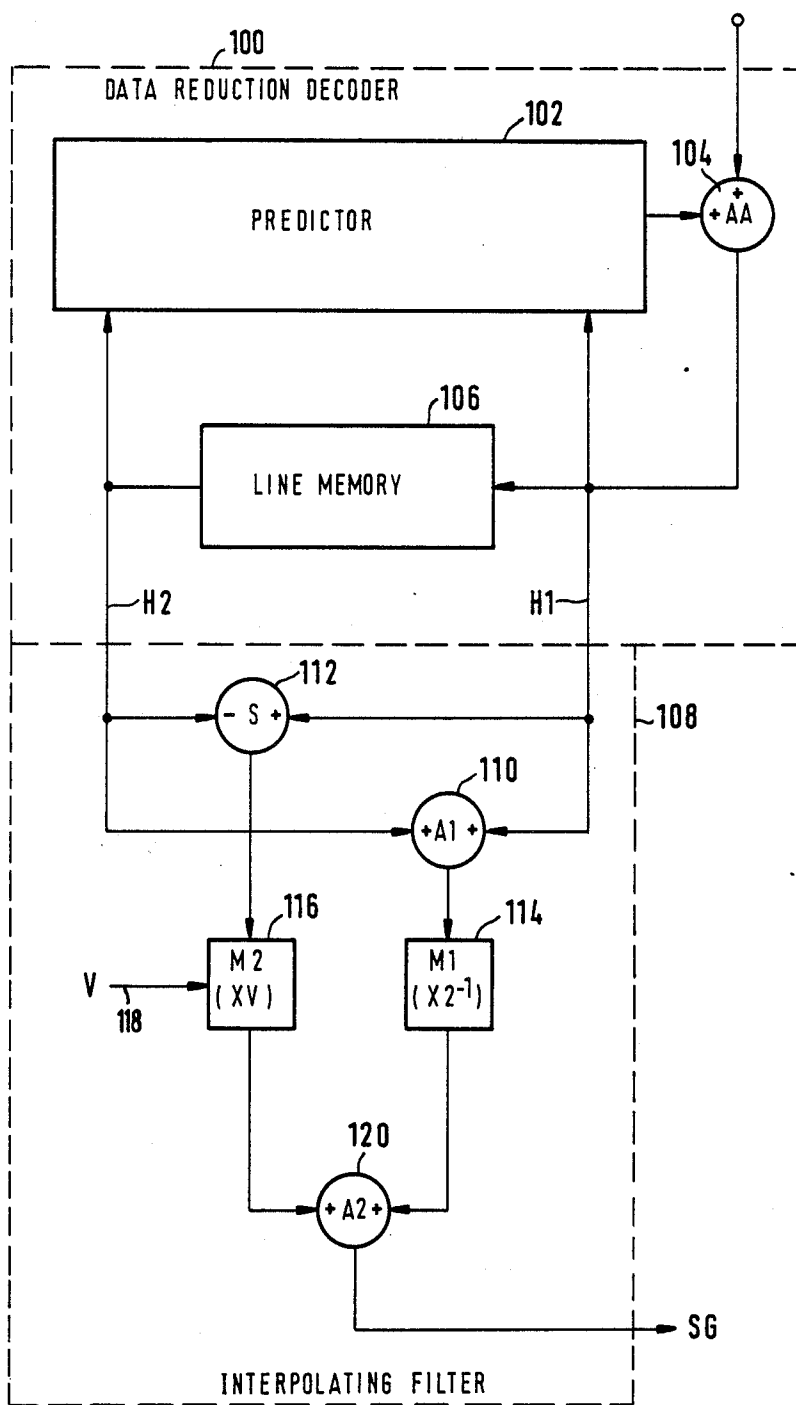 100
DATA REDUCTION DECODER
102
104
PREDICTOR
+
+ AA
106
LINE MEMORY
H2
H1
112
- S +
108
110
+ A1 +
116
114
M2
(XV)
M1
(X2⁻¹)
V
118
120
+ A2 +
SG
INTERPOLATING FILTER